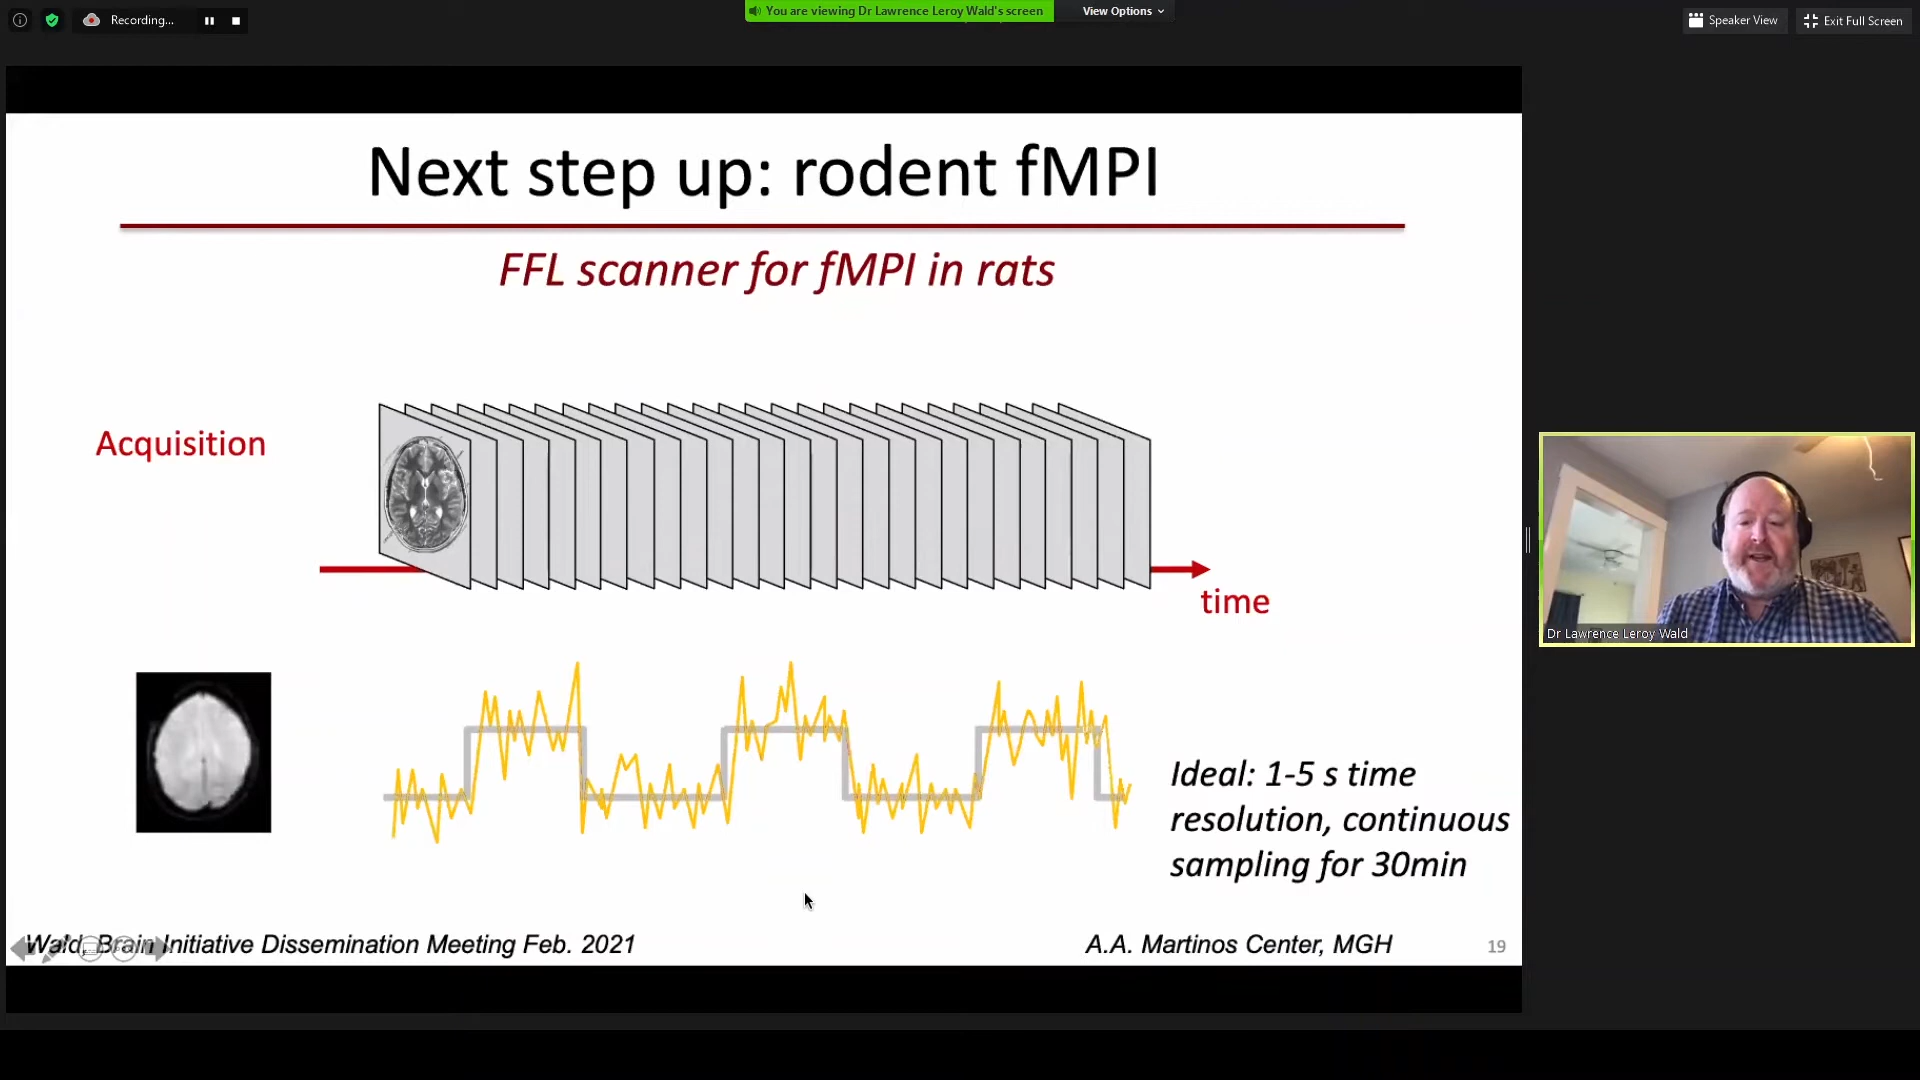 Recording...
You are viewing Dr Lawrence Leroy Wald's screen
View Options
Speaker View
Exit Full Screen
Next step up: rodent fMPI
FFL scanner for fMPI in rats
Acquisition
time
Dr Lawrence Leroy Wald
Ideal: 1-5 s time
resolution, continuous
sampling for 30min
Wald, Brain Initiative Dissemination Meeting Feb. 2021
A.A. Martinos Center, MGH
19